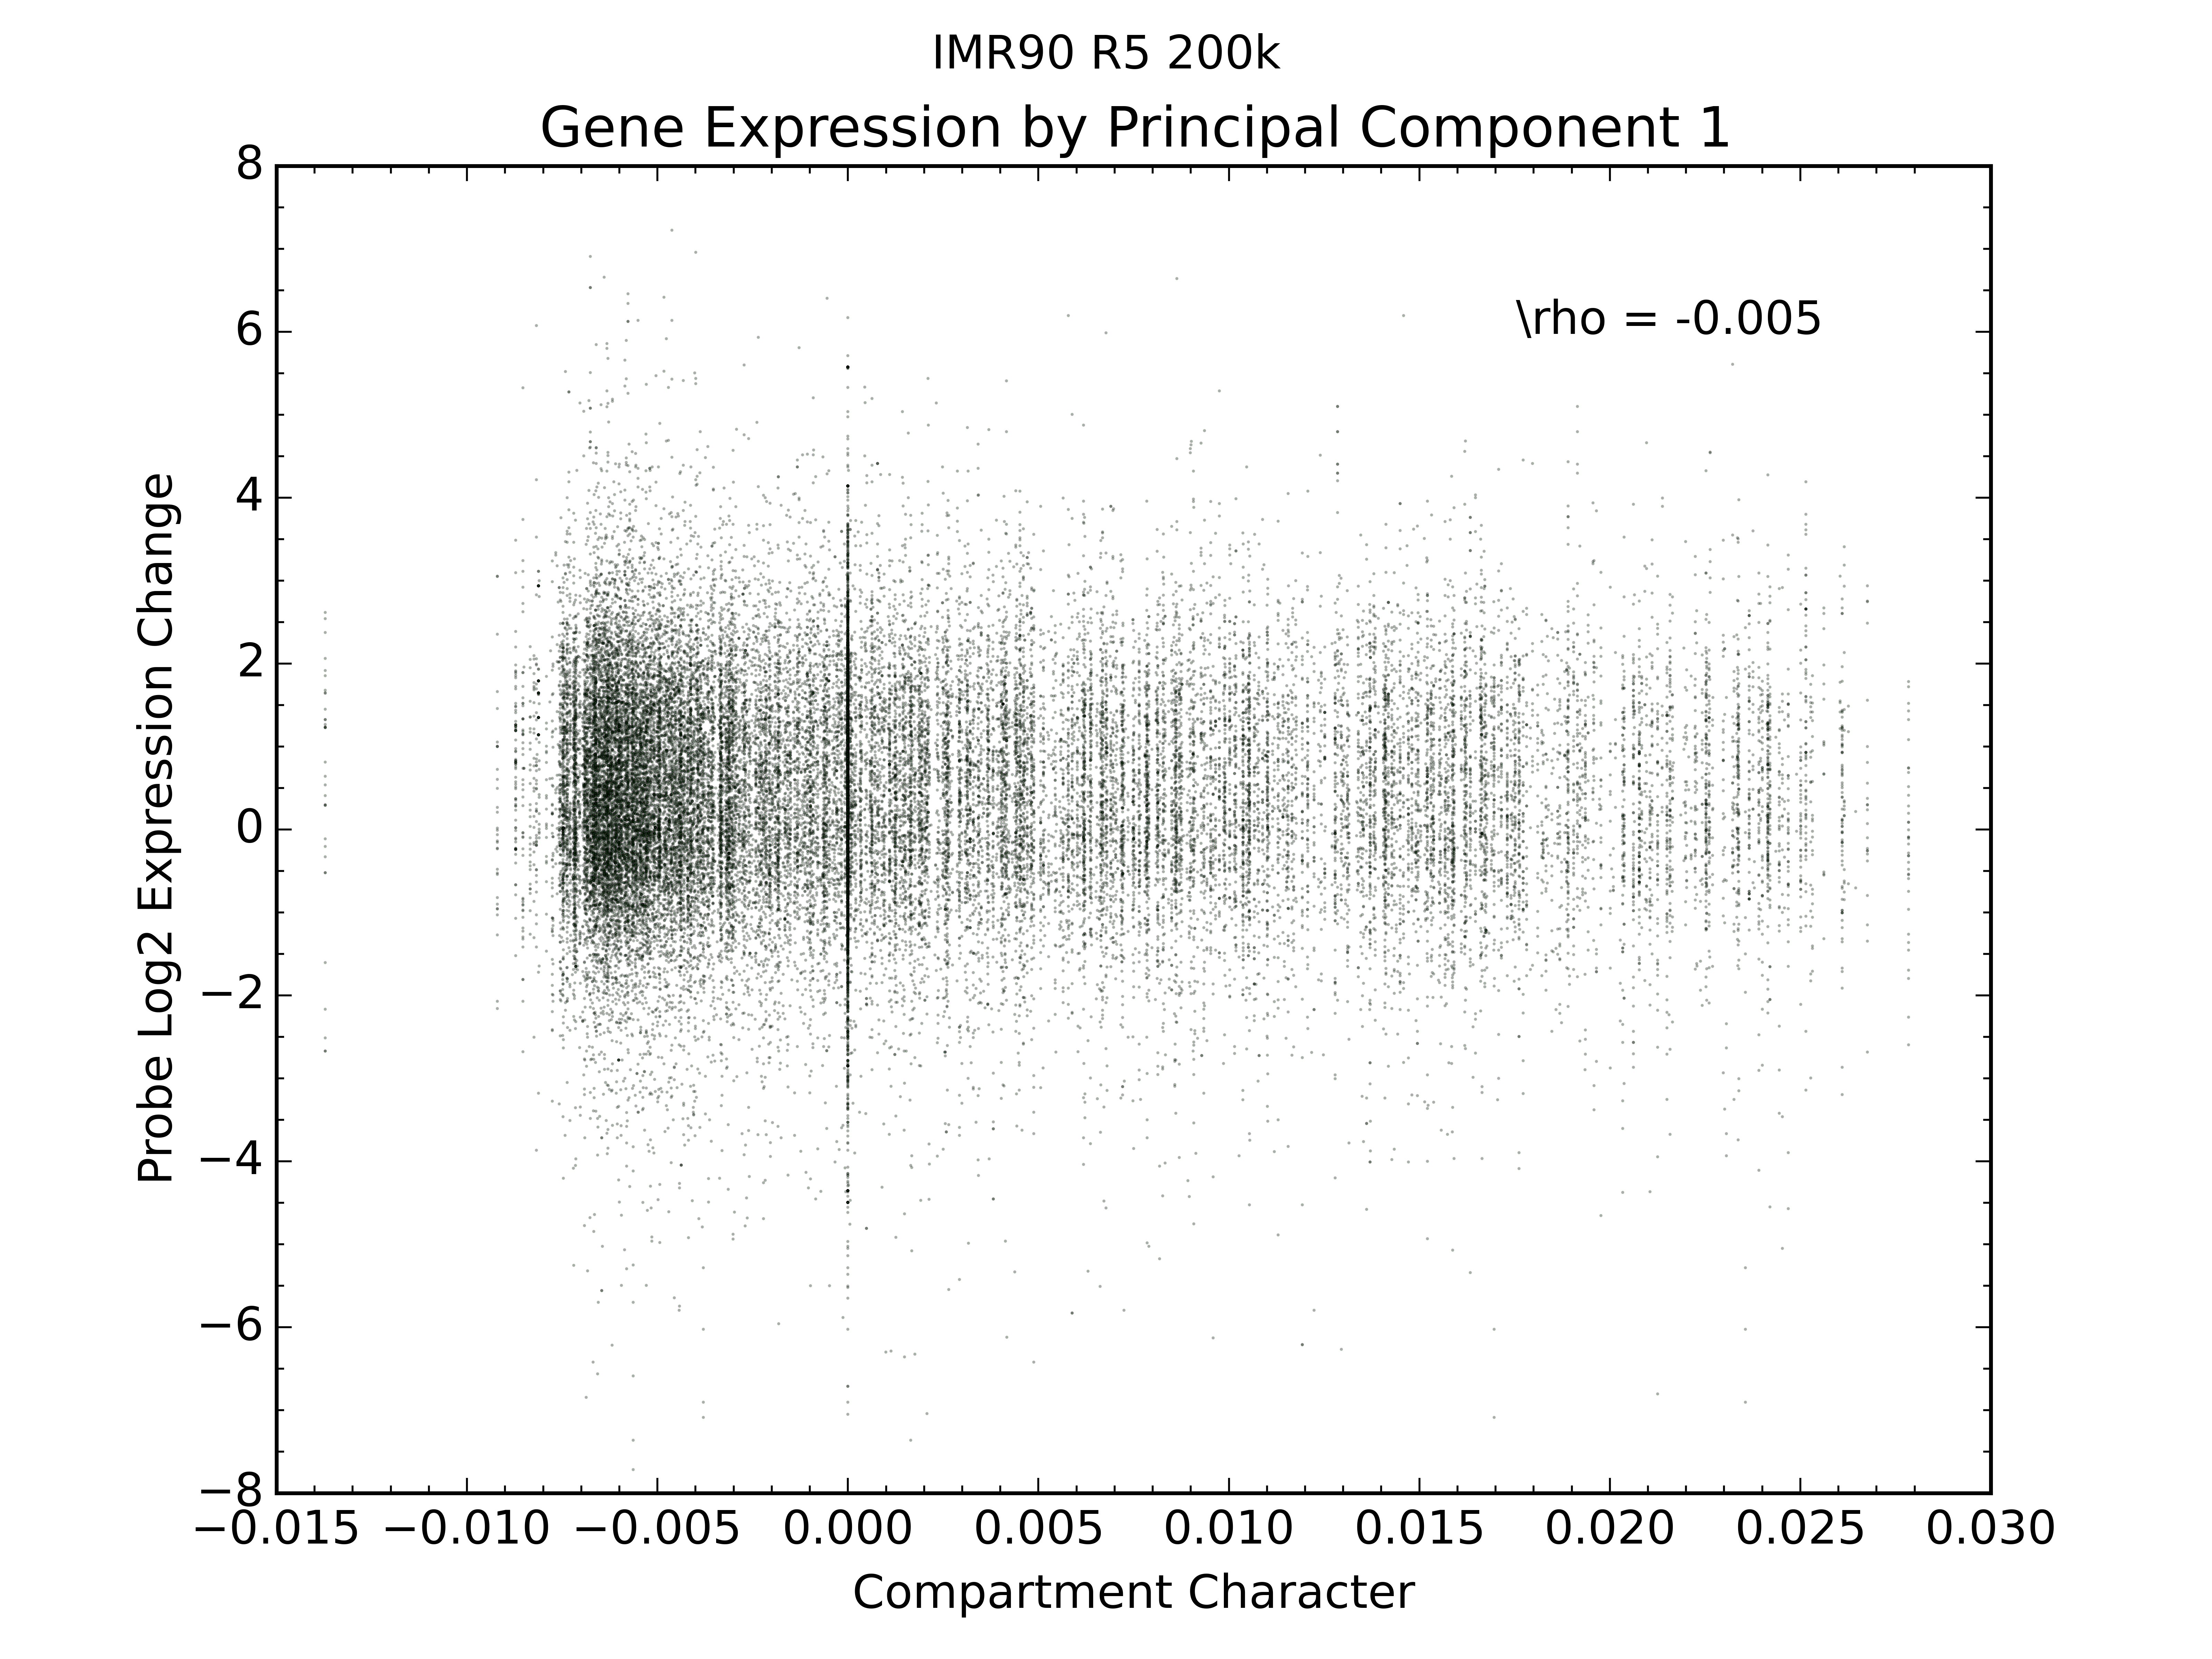 IMR90 R5 200k
Gene Expression by Principal Component 1
\rho = -0.005
Probe Log2 Expression Change
8
6
4
2
0
−2
−4
−6
−8
−0.015 −0.010 −0.005 0.000 0.005 0.010 0.015 0.020 0.025 0.030
Compartment Character